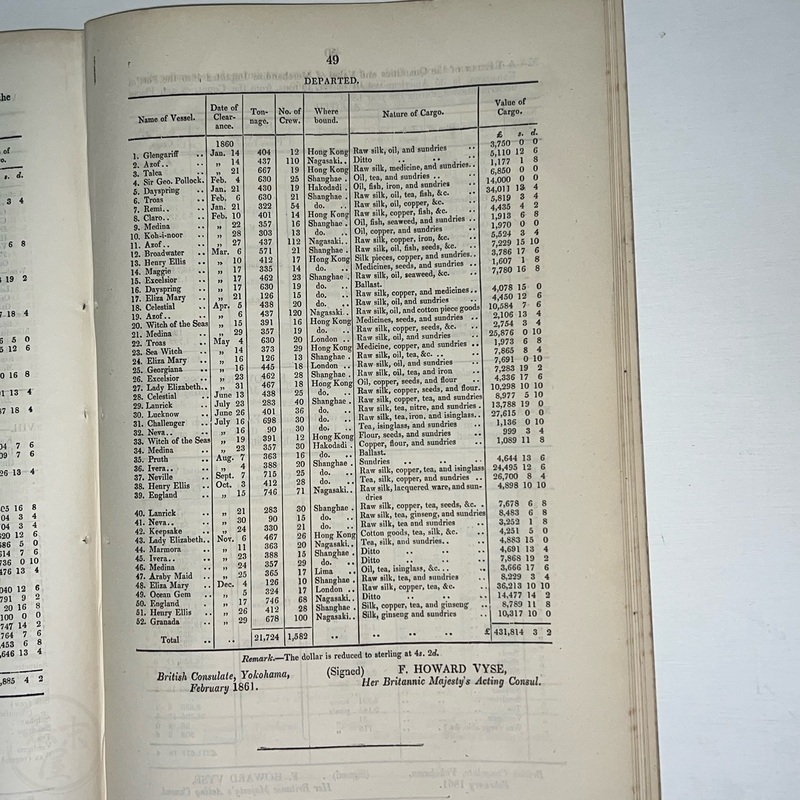 49
DEPARTED.
Name of Vessel. Date of Clearance. Tonnage. No. of Crew. Where bound. Nature of Cargo. Value of Cargo.
1860 £ s. d.
1. Glengariff .. Jan. 14 404 12 Hong Kong Raw silk, oil, and sundries .. 3,750 0 0
2. Azof .. .. „ 14 437 110 Nagasaki .. Ditto .. .. .. 5,110 12 6
3. Talea .. „ 21 667 19 Hong Kong Raw silk, medicine, and sundries .. 1,177 1 8
4. Sir Geo. Pollock. Feb. 4 630 25 Shanghae . Oil, tea, and sundries .. .. 6,850 0 0
5. Dayspring .. Jan. 21 430 19 Hakodadi . Oil, fish, iron, and sundries .. 14,000 0 0
6. Troas .. Feb. 6 630 21 Shanghae . Raw silk, oil, tea, fish, &c. .. 34,011 13 4
7. Remi .. .. Jan. 21 322 54 do. .. Raw silk, oil, copper, &c. .. 5,819 3 4
8. Claro .. .. Feb. 10 401 14 Hong Kong Raw silk, copper, fish, &c. .. 4,435 4 2
9. Medina .. „ 22 357 16 Shanghae . Oil, fish, seaweed, and sundries .. 1,913 6 8
10. Koh-i-noor .. „ 28 303 13 do. .. Oil, copper, and sundries .. 1,970 0 0
11. Azof .. .. „ 27 437 112 Nagasaki .. Raw silk, copper, iron, &c. .. 5,594 3 4
12. Broadwater .. Mar. 6 571 21 Shanghae . Raw silk, oil, fish, seeds, &c. .. 7,229 15 10
13. Henry Ellis .. „ 10 412 17 Hong Kong Silk pieces, copper, and sundries .. 3,786 17 6
14. Maggie .. „ 17 335 14 do. .. Medicines, seeds, and sundries .. 1,607 1 8
15. Excelsior .. „ 17 462 23 Shanghae . Raw silk, oil, seaweed, &c. .. 7,780 16 8
16. Dayspring .. „ 17 630 19 do. .. Ballast.
17. Eliza Mary .. „ 21 126 15 do. .. Raw silk, copper, and medicines .. 4,078 15 0
18. Celestial .. Apr. 5 438 20 do. .. Raw silk, oil, and sundries .. 4,450 12 6
19. Azof .. .. „ 6 437 120 Nagasaki . Raw silk, oil, and cotton piece goods 10,584 7 6
20. Witch of the Seas „ 15 391 16 Hong Kong Medicines, seeds, and sundries .. 2,106 13 4
21. Medina .. „ 29 357 19 do. .. Raw silk, copper, seeds, &c. .. 2,754 3 4
22. Troas .. May 4 630 20 London .. Raw silk, oil, and sundries .. 25,876 0 10
23. Sea Witch .. „ 14 373 29 Hong Kong Medicine, copper, and sundries .. 1,973 6 8
24. Eliza Mary .. „ 16 126 13 Shanghae . Raw silk, oil, tea, &c. .. .. 7,865 8 4
25. Georgiana .. „ 16 445 18 London .. Raw silk, oil, and sundries .. 7,691 0 10
26. Excelsior .. „ 23 462 28 Shanghae . Raw silk, oil, tea, and iron .. 7,283 19 2
27. Lady Elizabeth .. „ 31 467 18 Hong Kong Oil, copper, seeds, and flour .. 4,336 17 6
28. Celestial .. June 13 438 25 do. .. Raw silk, copper, seeds, and flour. 10,298 10 10
29. Lanrick .. July 23 283 40 Shanghae . Raw silk, copper, tea, and sundries 8,977 5 10
30. Lucknow .. June 26 401 36 do. .. Raw silk, tea, nitre, and sundries . 13,788 19 0
31. Challenger .. July 16 698 30 do. .. Raw silk, tea, iron, and isinglass .. 27,615 0 0
32. Neva .. .. „ 16 90 30 do. .. Tea, isinglass, and sundries .. 1,136 0 10
33. Witch of the Seas „ 19 391 12 Hong Kong Flour, seeds, and sundries .. 999 3 4
34. Medina .. „ 23 357 30 Hakodadi . Copper, flour, and sundries .. 1,089 11 8
35. Pruth .. Aug. 7 363 16 do. .. Ballast.
36. Ivera .. .. „ 4 388 20 Shanghae . Sundries .. .. .. 4,644 13 6
37. Neville .. Sept. 7 715 25 do. .. Raw silk, copper, tea, and isinglass 24,495 12 6
38. Henry Ellis .. Oct. 3 412 28 do. .. Tea, silk, copper, and sundries .. 26,700 8 4
39. England .. „ 15 746 71 Nagasaki .. Raw silk, lacquered ware, and sundries 4,898 10 10
40. Lanrick .. „ 21 283 30 Shanghae . Raw silk, copper, tea, seeds, &c. .. 7,678 6 8
41. Neva .. .. „ 30 90 15 do. .. Raw silk, tea, ginseng, and sundries 8,483 6 8
42. Keepsake .. „ 24 330 21 do. .. Raw silk, tea and sundries .. 3,252 1 8
43. Lady Elizabeth .. Nov. 6 467 26 Hong Kong Cotton goods, tea, silk, &c. .. 4,251 5 0
44. Marmora .. „ 11 363 20 Nagasaki .. Tea, silk, and sundries .. .. 4,883 15 0
45. Ivera .. .. „ 23 388 15 Shanghae . Ditto .. .. 4,691 13 4
46. Medina .. „ 24 357 29 do. .. Ditto .. .. 7,868 19 2
47. Araby Maid .. „ 25 365 17 Lima .. Oil, tea, isinglass, &c. .. .. 3,666 17 6
48. Eliza Mary .. Dec. 4 126 10 Shanghae . Raw silk, tea, and sundries .. 8,229 3 4
49. Ocean Gem .. „ 5 324 17 London .. Raw silk, copper, tea, &c. .. 36,213 10 10
50. England .. „ 17 746 68 Nagasaki .. Ditto .. .. 14,477 14 2
51. Henry Ellis .. „ 26 412 28 Shanghae . Silk, copper, tea, and ginseng .. 8,789 11 8
52. Granada .. „ 29 678 100 Nagasaki .. Silk, ginseng and sundries .. 10,317 10 0
Total .. .. 21,724 1,582 .. .. .. .. £ 431,814 3 2
Remark.—The dollar is reduced to sterling at 4s. 2d.
British Consulate, Yokohama, (Signed) F. HOWARD VYSE,
February 1861. Her Britannic Majesty's Acting Consul.